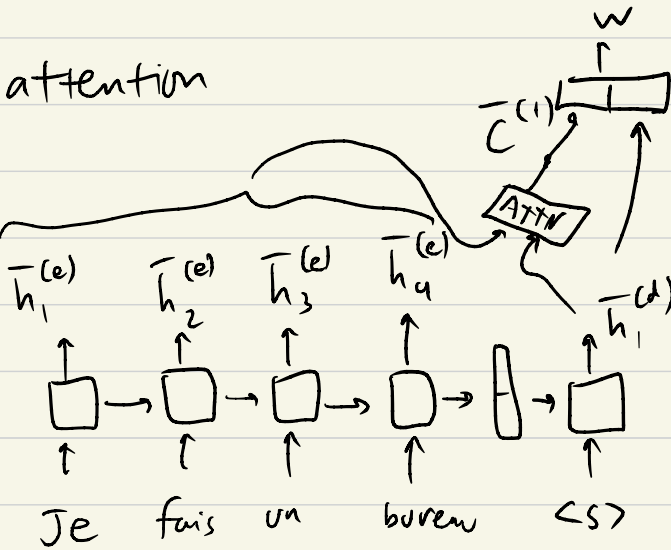 W
attention
c̄⁽¹⁾
ATTN
h̄₁⁽ᵉ⁾ h̄₂⁽ᵉ⁾ h̄₃⁽ᵉ⁾ h̄₄⁽ᵉ⁾
h̄₁⁽ᵈ⁾
Je fais un bureau <s>